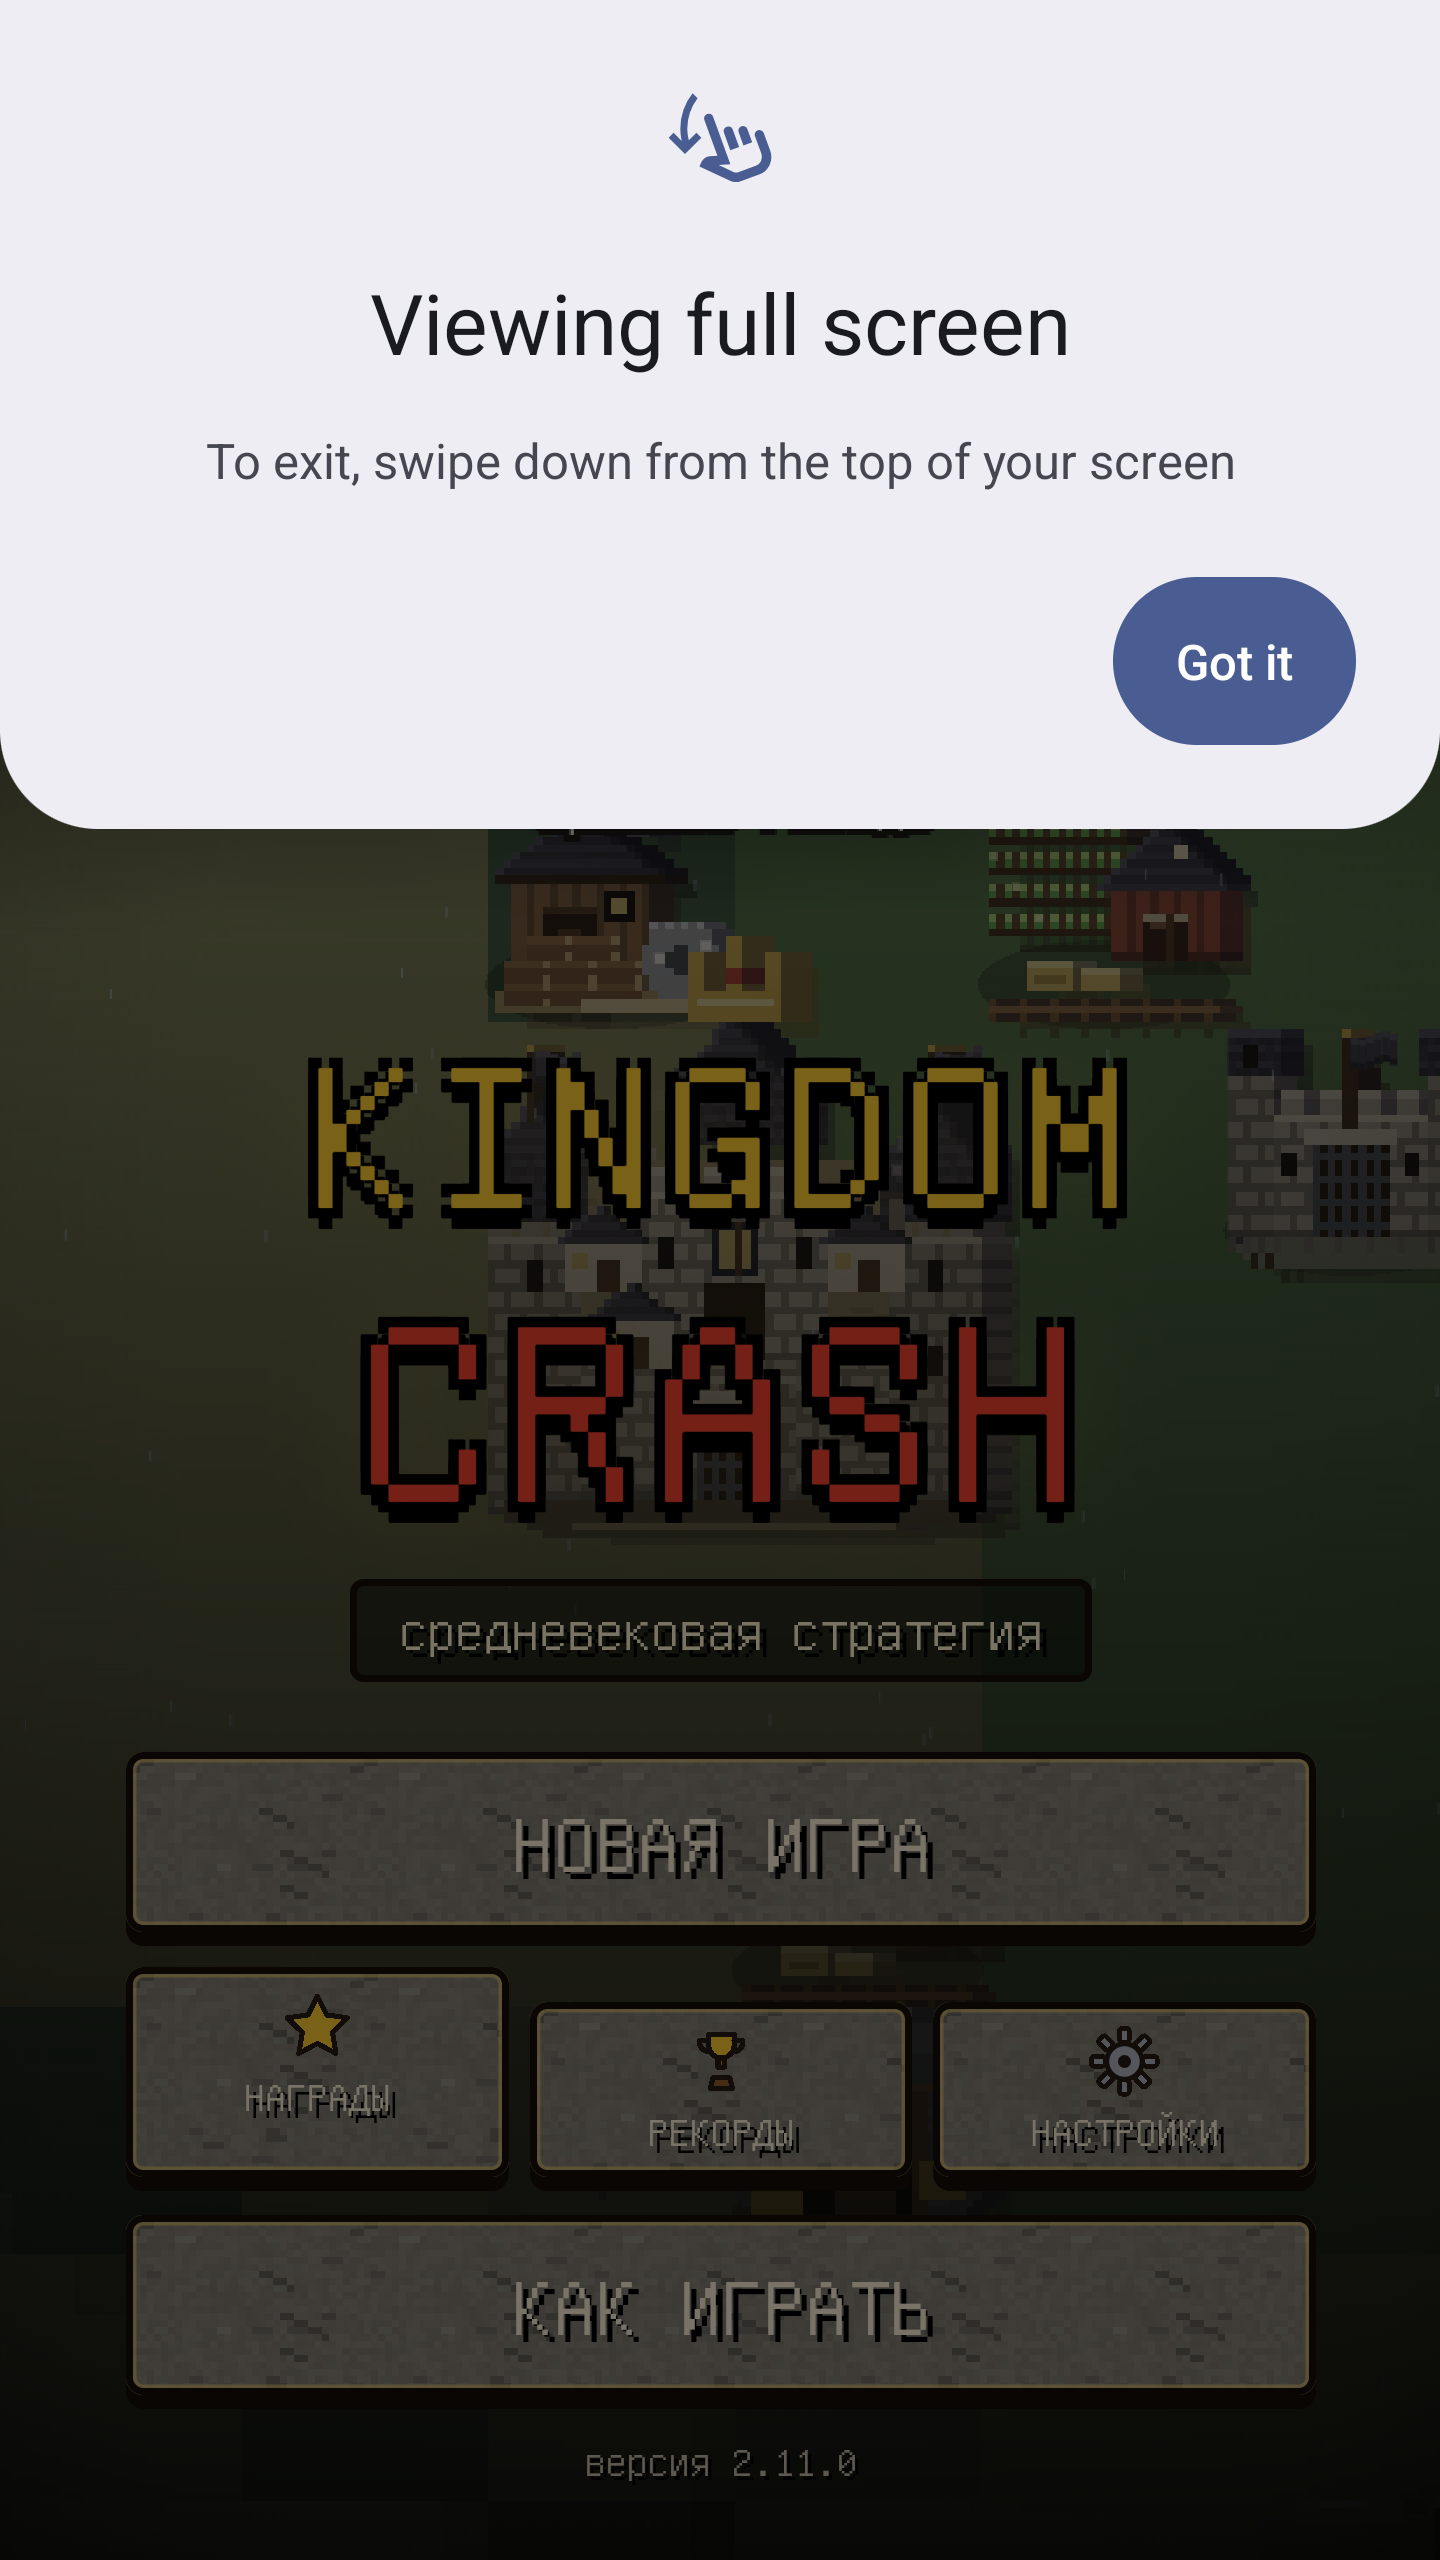 Viewing full screen
To exit, swipe down from the top of your screen
Got it
KINGDOM
CRASH
средневековая стратегия
НОВАЯ ИГРА
НАГРАДЫ
РЕКОРДЫ
НАСТРОЙКИ
КАК ИГРАТЬ
версия 2.11.0